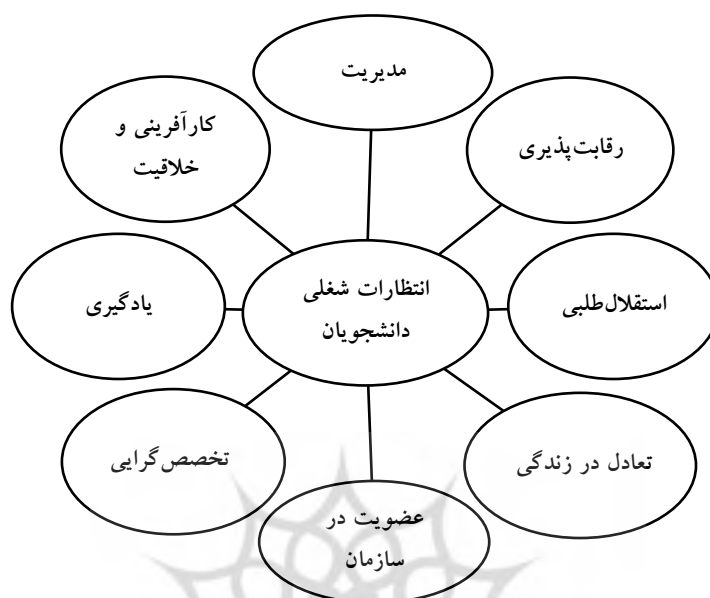 مدیریت
کارآفرینی و
خلاقیت
رقابت‌پذیری
انتظارات شغلی
دانشجویان
یادگیری
استقلال‌طلبی
تخصص‌گرایی
تعادل در زندگی
عضویت در
سازمان